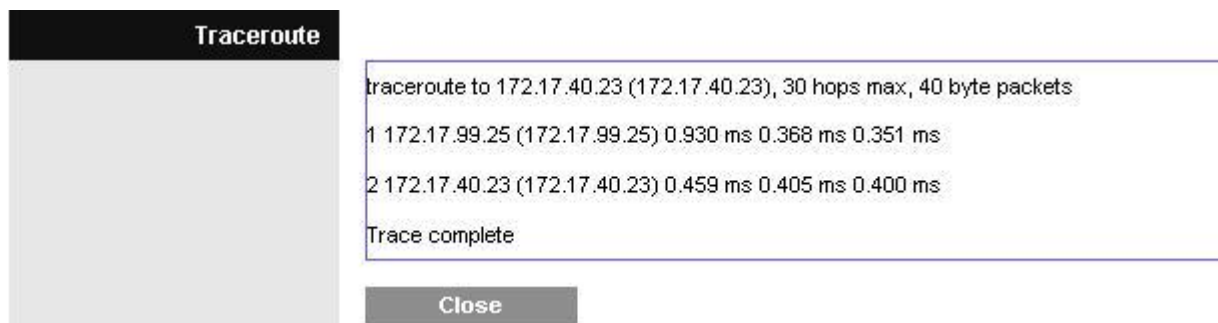 Traceroute
traceroute to 172.17.40.23 (172.17.40.23), 30 hops max, 40 byte packets
1 172.17.99.25 (172.17.99.25) 0.930 ms 0.368 ms 0.351 ms
2 172.17.40.23 (172.17.40.23) 0.459 ms 0.405 ms 0.400 ms
Trace complete
Close